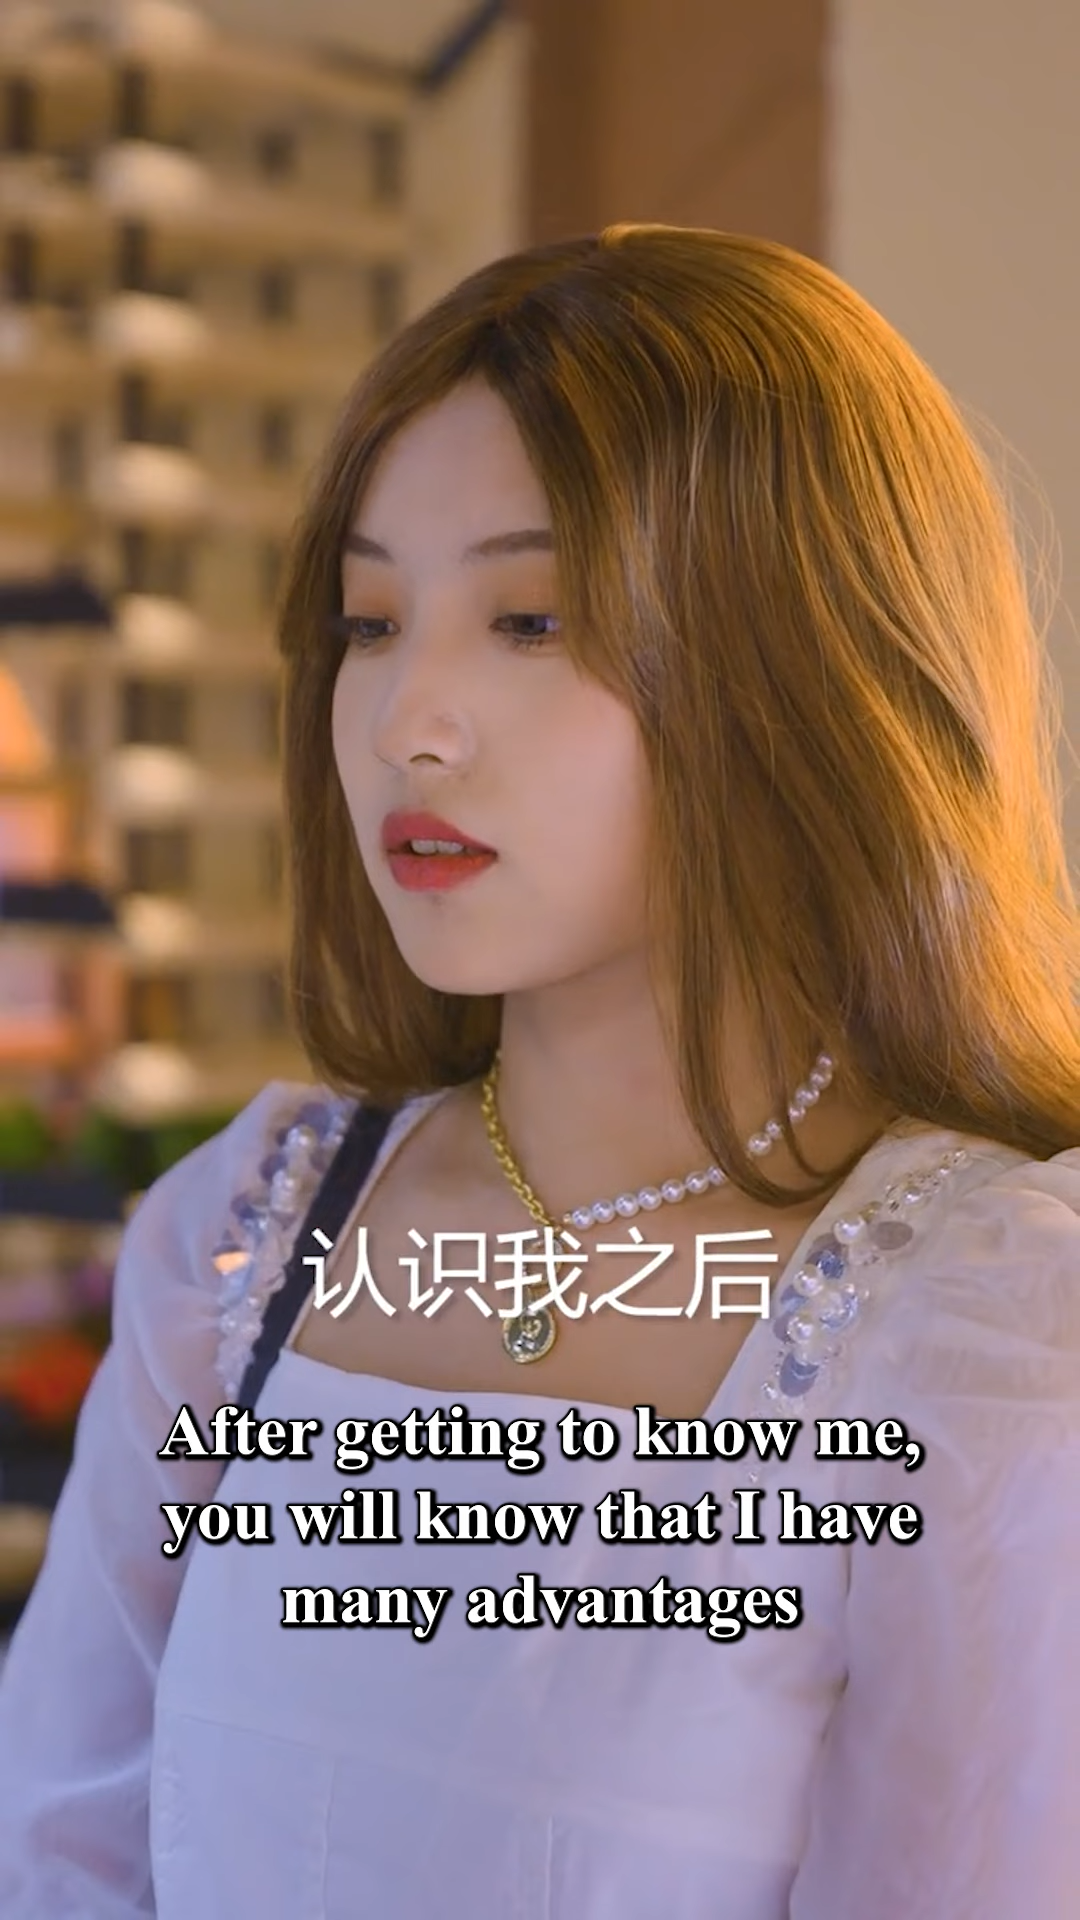 认识我之后
After getting to know me,
you will know that I have
many advantages